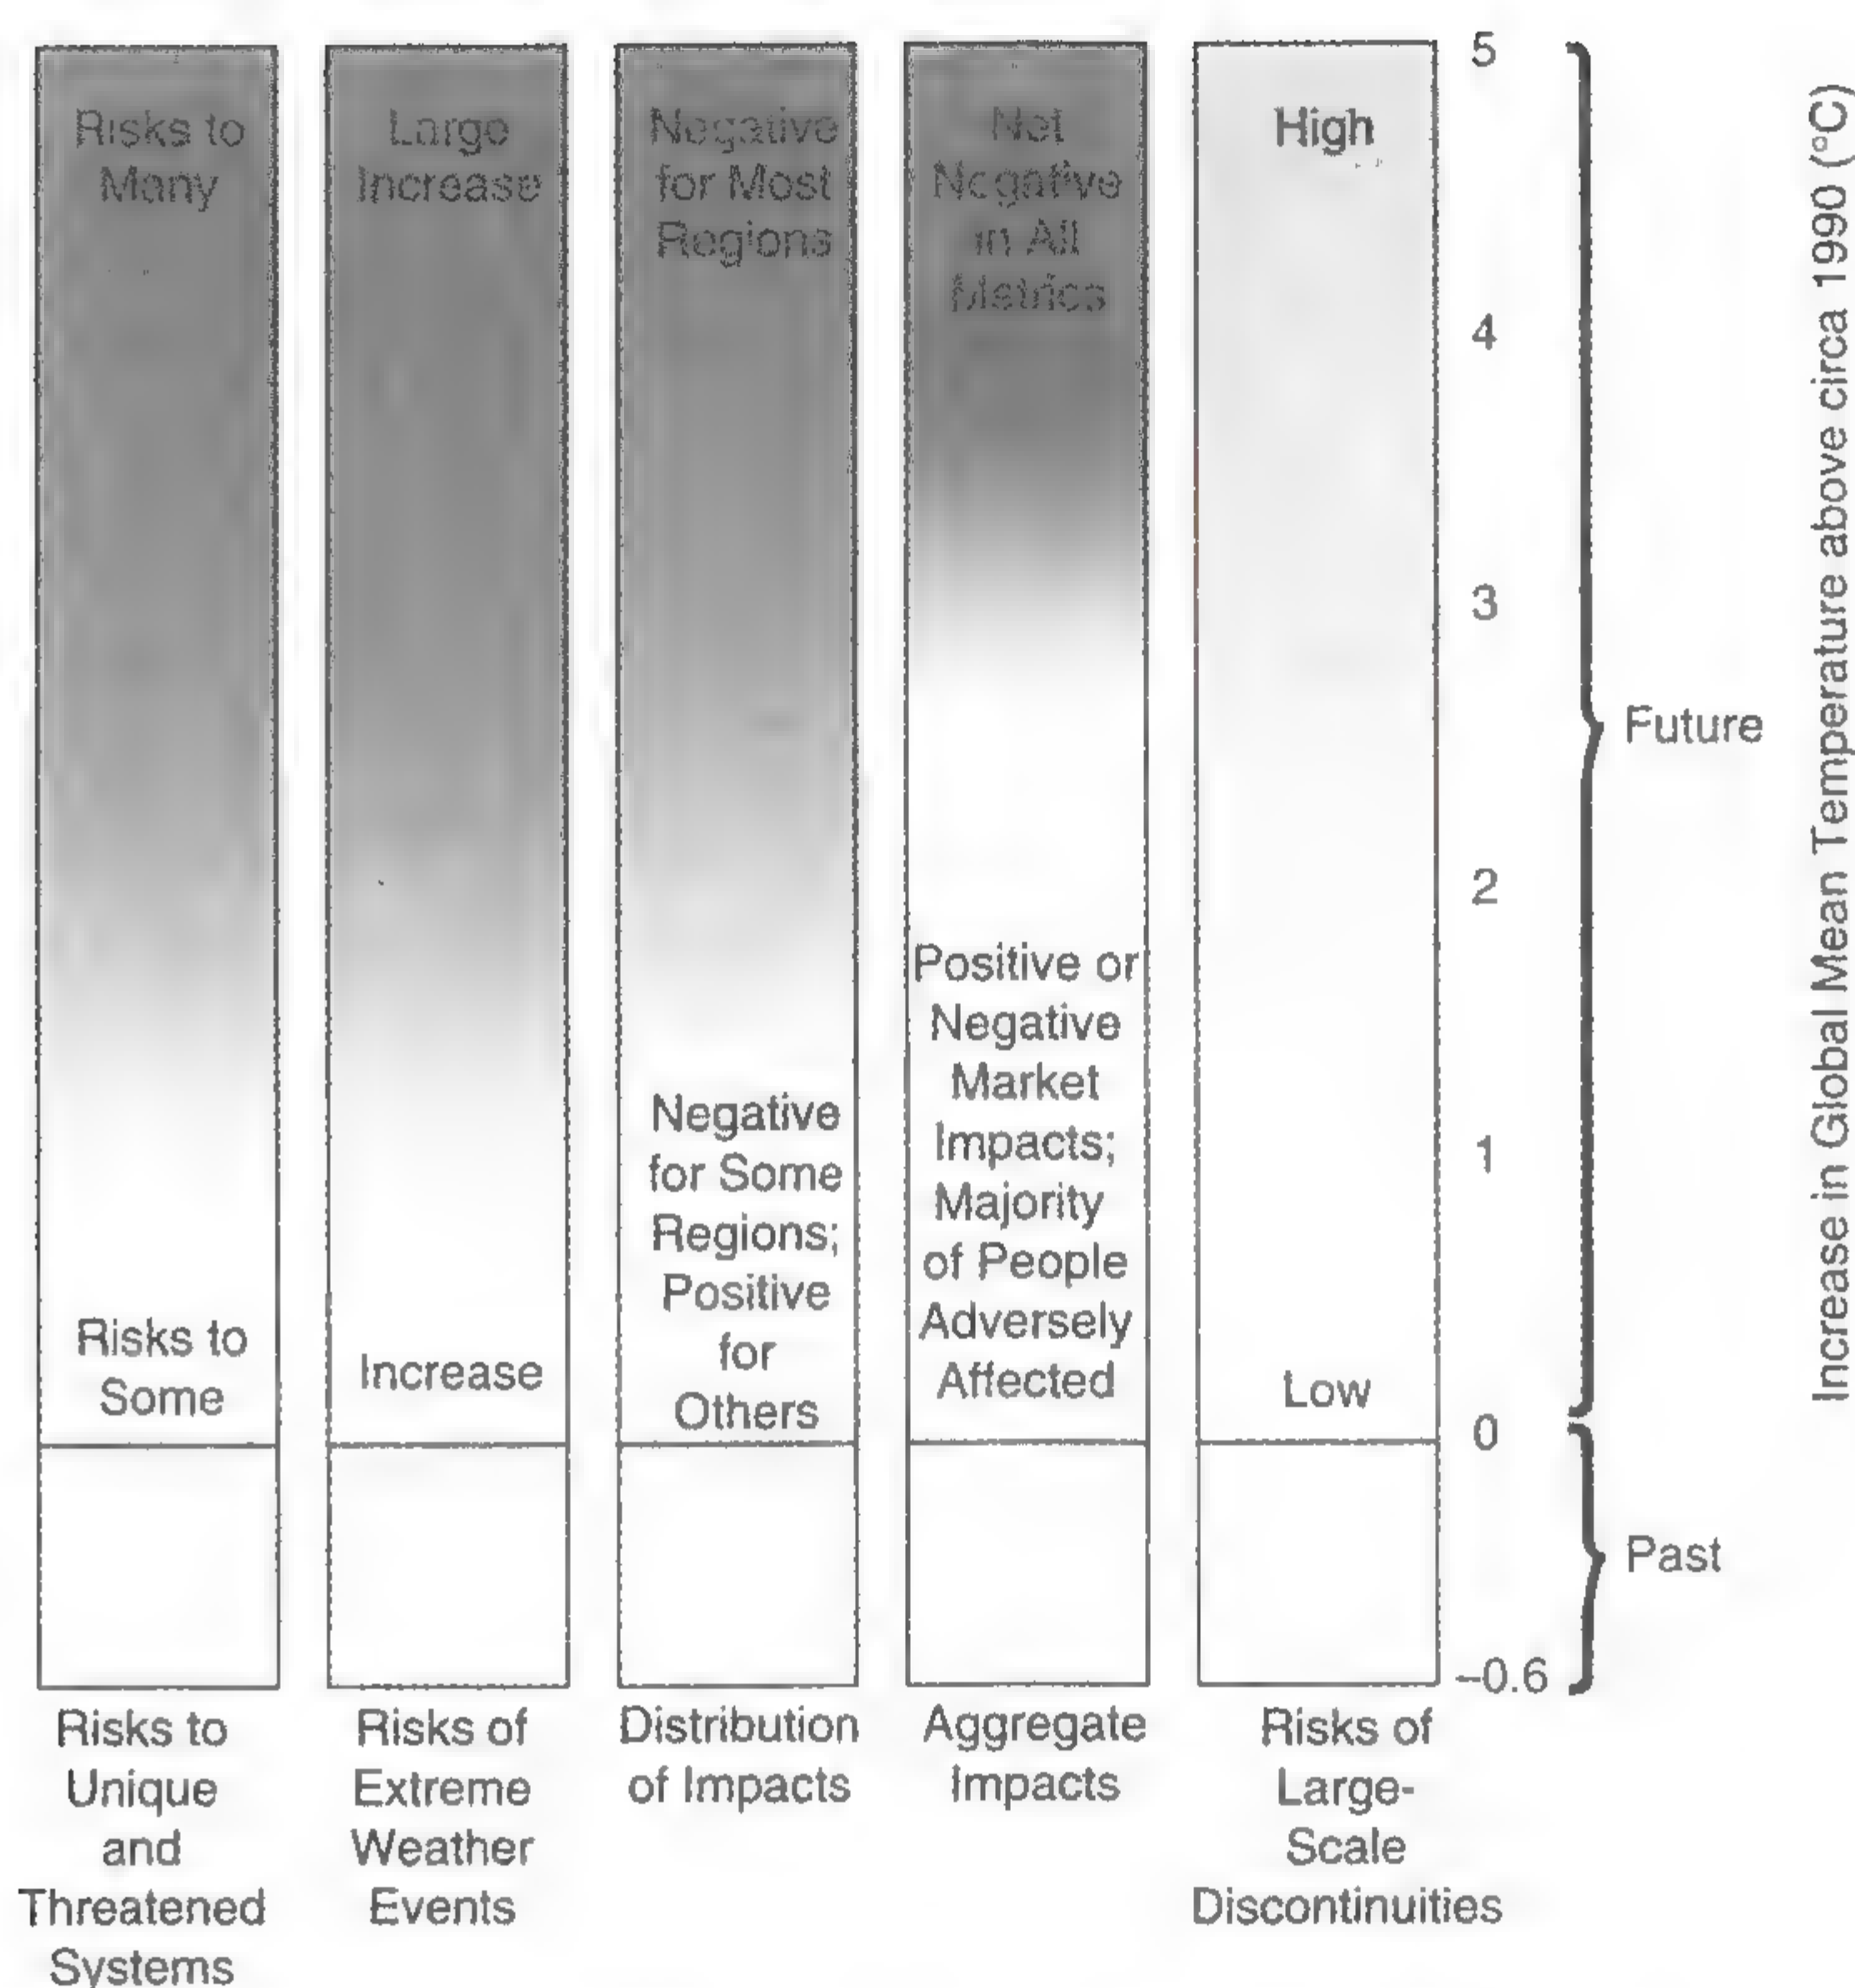 Risks to
Many
Large
Increase
Negative
for Most
Regions
Net
Negative
in All
Metrics
High
Risks to
Some
Increase
Negative
for Some
Regions;
Positive
for
Others
Positive or
Negative
Market
Impacts;
Majority
of People
Adversely
Affected
Low
5
4
3
2
1
0
–0.6
Future
Past
Increase in Global Mean Temperature above circa 1990 (°C)
Risks to
Unique
and
Threatened
Systems
Risks of
Extreme
Weather
Events
Distribution
of Impacts
Aggregate
Impacts
Risks of
Large-
Scale
Discontinuities